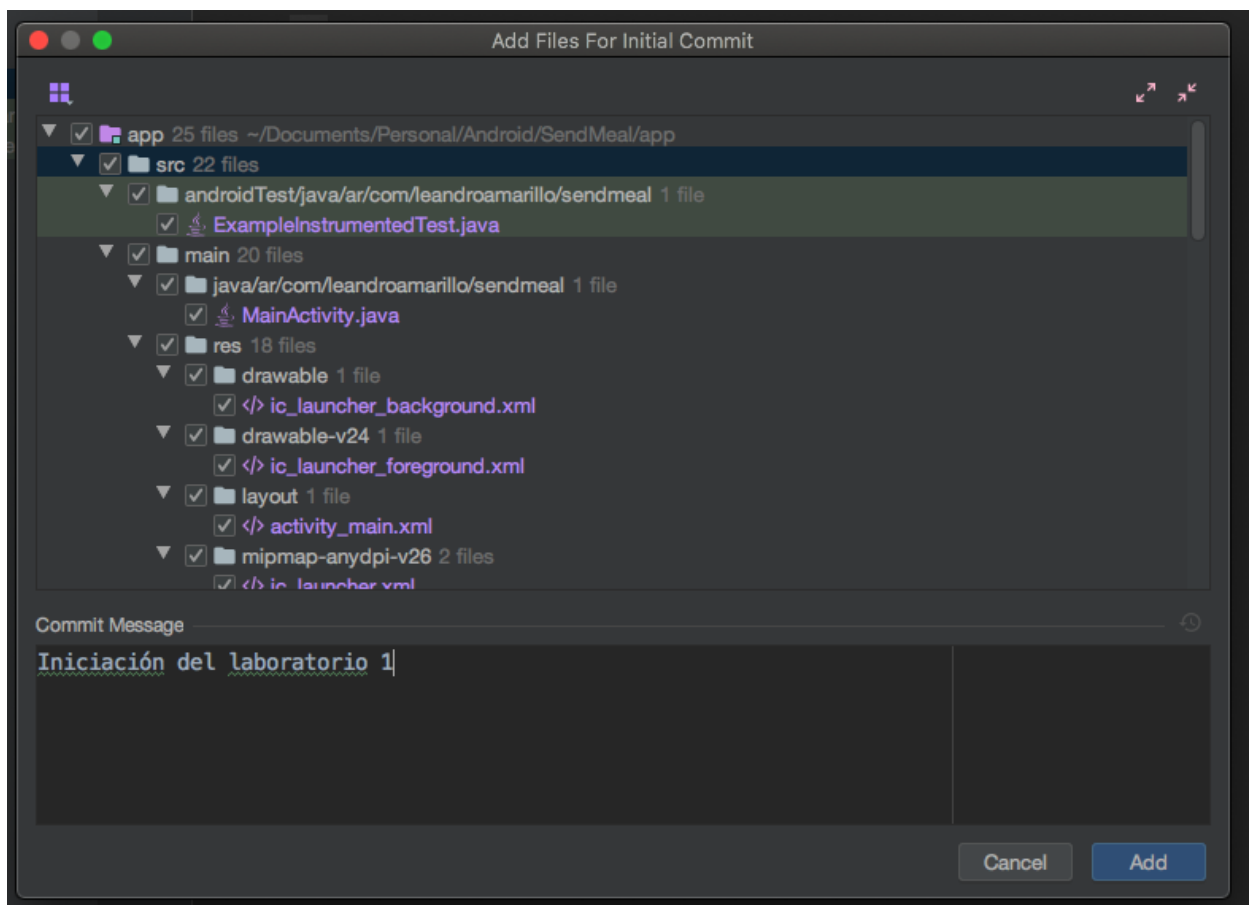 Add Files For Initial Commit
app 25 files ~/Documents/Personal/Android/SendMeal/app
src 22 files
androidTest/java/ar/com/leandroamarillo/sendmeal 1 file
ExampleInstrumentedTest.java
main 20 files
java/ar/com/leandroamarillo/sendmeal 1 file
MainActivity.java
res 18 files
drawable 1 file
</> ic_launcher_background.xml
drawable-v24 1 file
</> ic_launcher_foreground.xml
layout 1 file
</> activity_main.xml
mipmap-anydpi-v26 2 files
</> ic_launcher.xml
Commit Message
Iniciación del laboratorio 1
Cancel Add